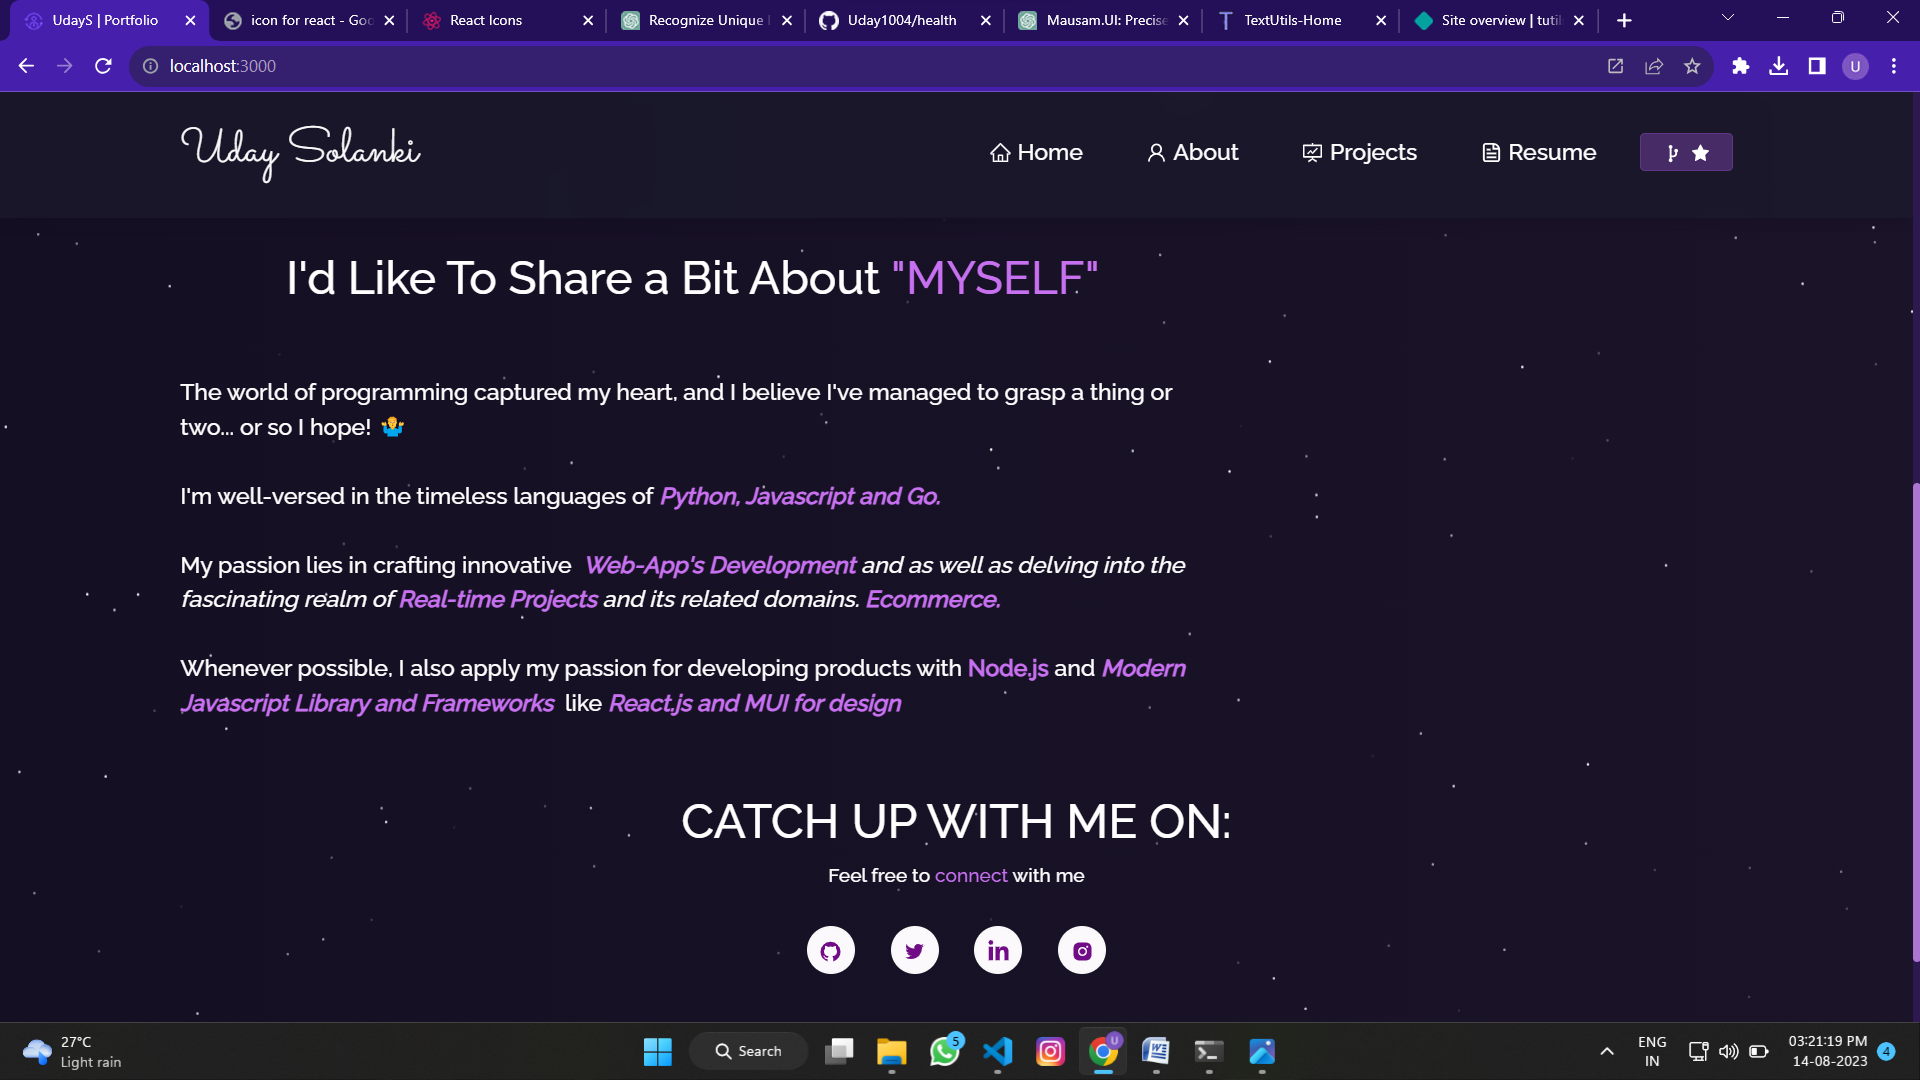 UdayS | Portfolio
icon for react - Goo
React Icons
Recognize Unique
Uday1004/health
Mausam.UI: Precise
TextUtils-Home
Site overview | tuti
localhost:3000
U
Uday Solanki
Home
About
Projects
Resume
I'd Like To Share a Bit About "MYSELF"
The world of programming captured my heart, and I believe I've managed to grasp a thing or
two... or so I hope! 🤷
I'm well-versed in the timeless languages of Python, Javascript and Go.
My passion lies in crafting innovative Web-App's Development and as well as delving into the
fascinating realm of Real-time Projects and its related domains. Ecommerce.
Whenever possible, I also apply my passion for developing products with Node.js and Modern
Javascript Library and Frameworks like React.js and MUI for design
CATCH UP WITH ME ON:
Feel free to connect with me
27°C
Light rain
Search
5
U
ENG
IN
03:21:19 PM
14-08-2023
4